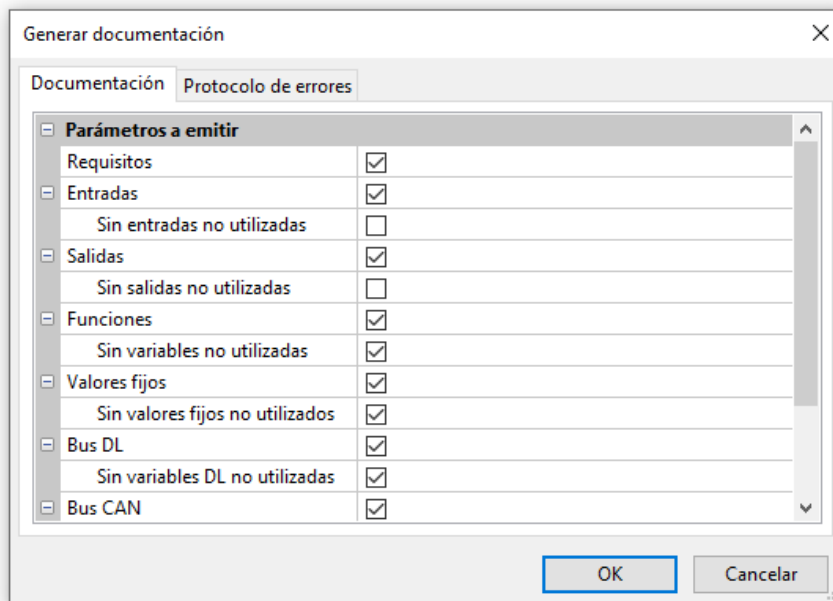 Generar documentación
Documentación Protocolo de errores
Parámetros a emitir
Requisitos
Entradas
Sin entradas no utilizadas
Salidas
Sin salidas no utilizadas
Funciones
Sin variables no utilizadas
Valores fijos
Sin valores fijos no utilizados
Bus DL
Sin variables DL no utilizadas
Bus CAN
OK Cancelar